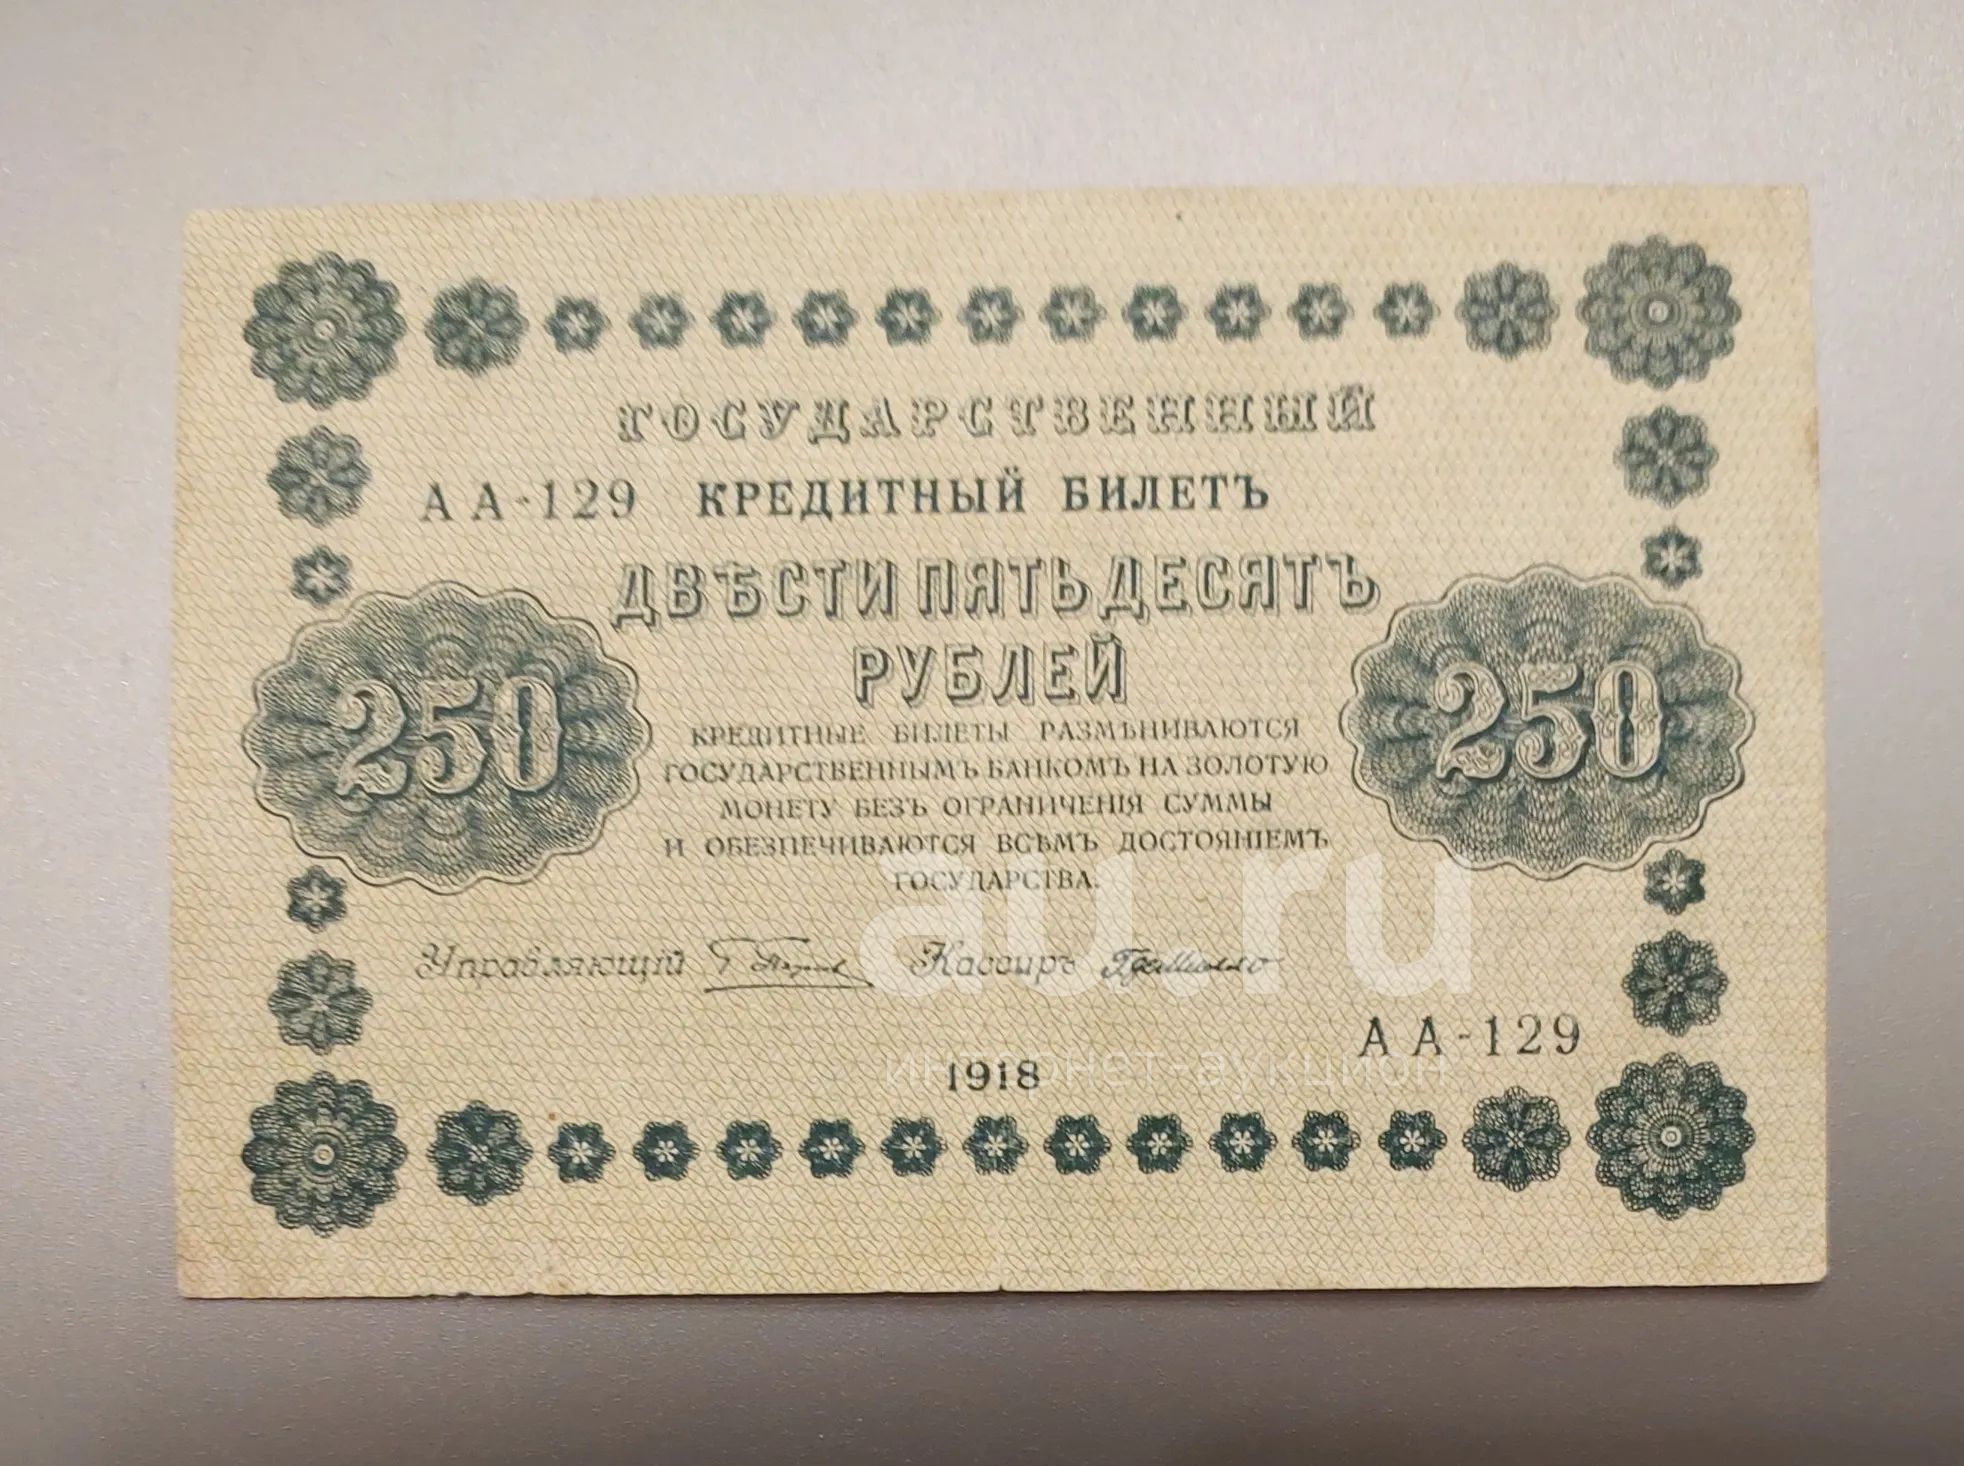 ГОСУДАРСТВЕННЫЙ
АА-129 КРЕДИТНЫЙ БИЛЕТЪ
ДВѢСТИ ПЯТЬДЕСЯТЪ
РУБЛЕЙ
250
250
КРЕДИТНЫЕ БИЛЕТЫ РАЗМѢНИВАЮТСЯ
ГОСУДАРСТВЕННЫМЪ БАНКОМЪ НА ЗОЛОТУЮ
МОНЕТУ БЕЗЪ ОГРАНИЧЕНІЯ СУММЫ
И ОБЕЗПЕЧИВАЮТСЯ ВСѢМЪ ДОСТОЯНІЕМЪ
ГОСУДАРСТВА.
au.ru
Управляющій Кассиръ
АА-129
интернет-аукцион
1918